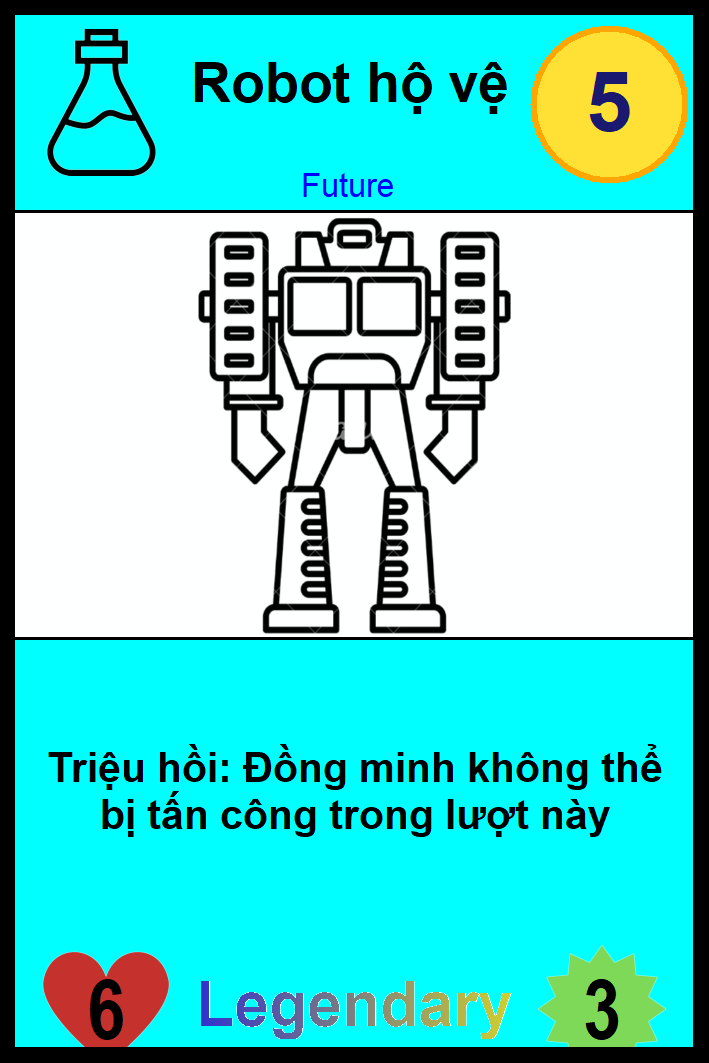 Robot hộ vệ
5
Future
Triệu hồi: Đồng minh không thể
bị tấn công trong lượt này
6
Legendary
3